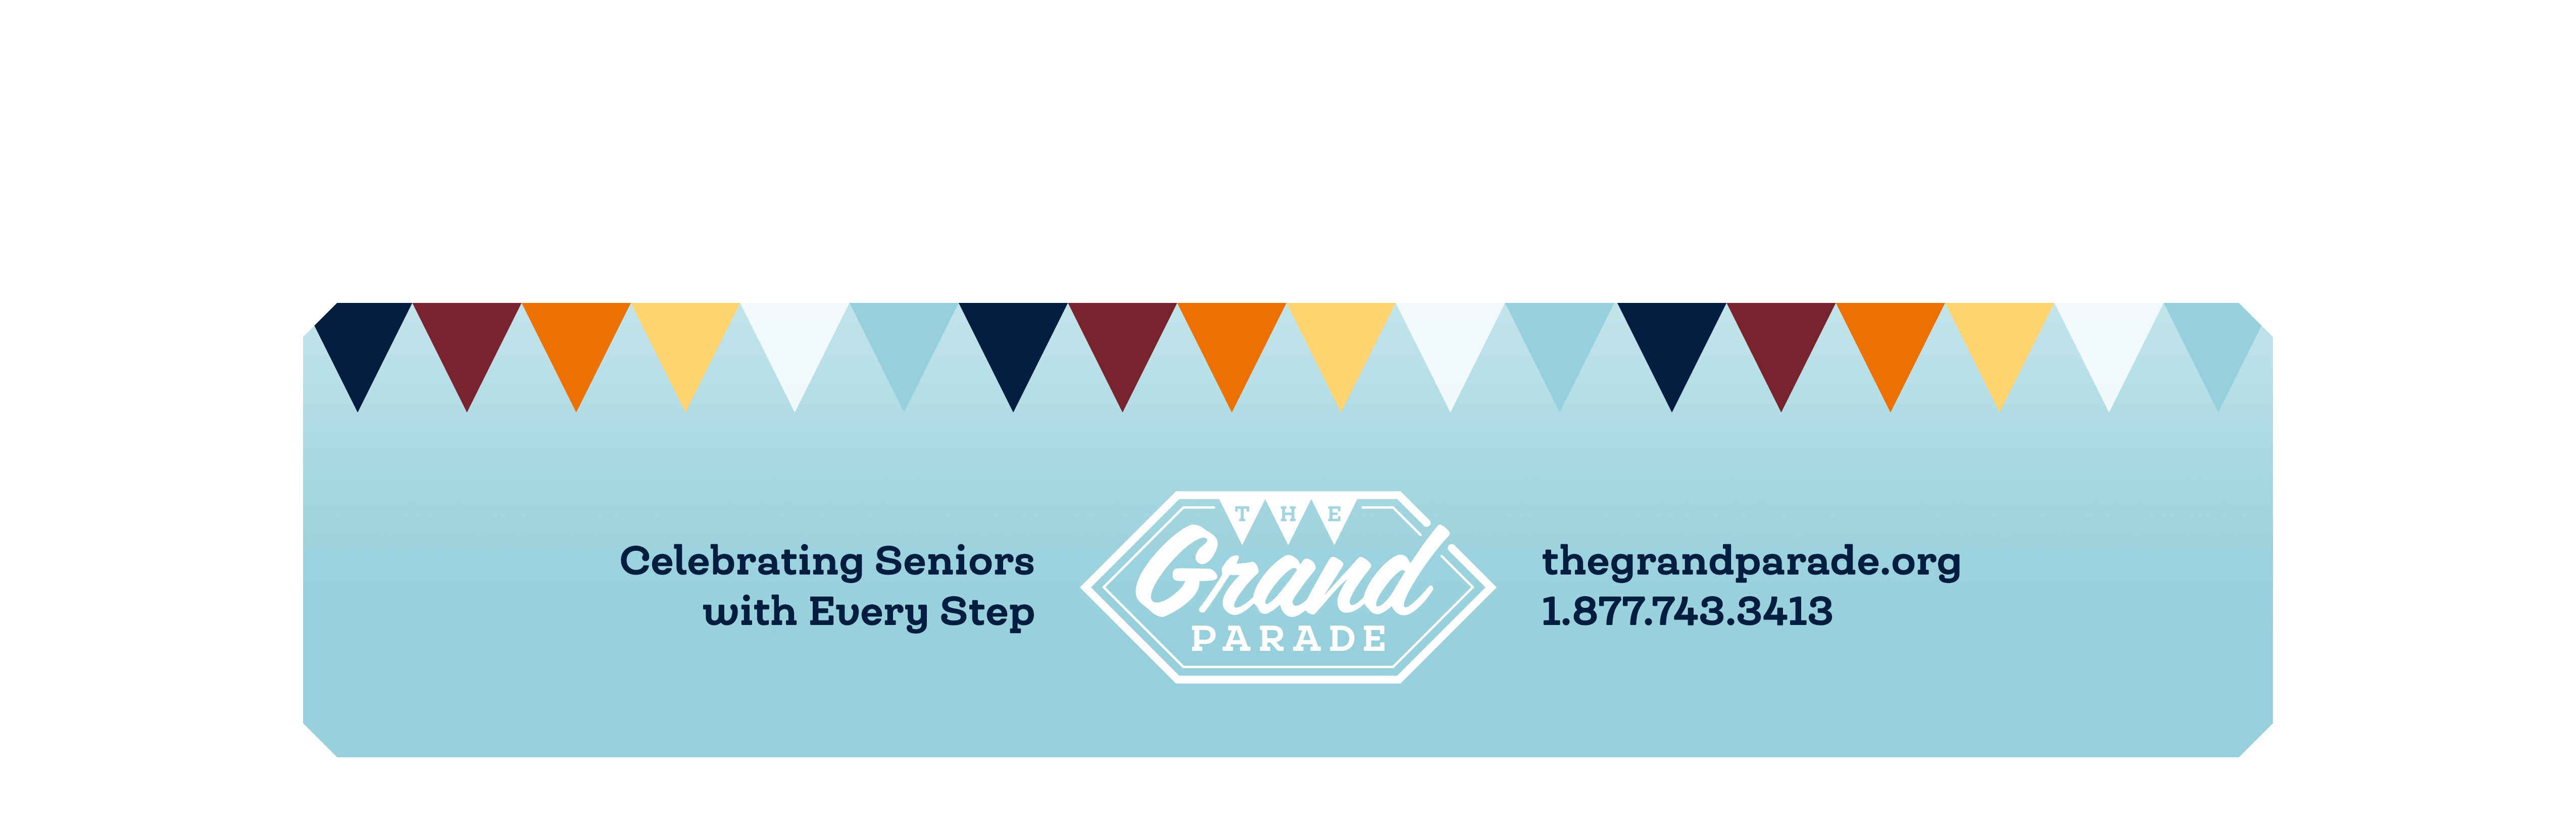 Celebrating Seniors
with Every Step
THE
Grand
PARADE
thegrandparade.org
1.877.743.3413